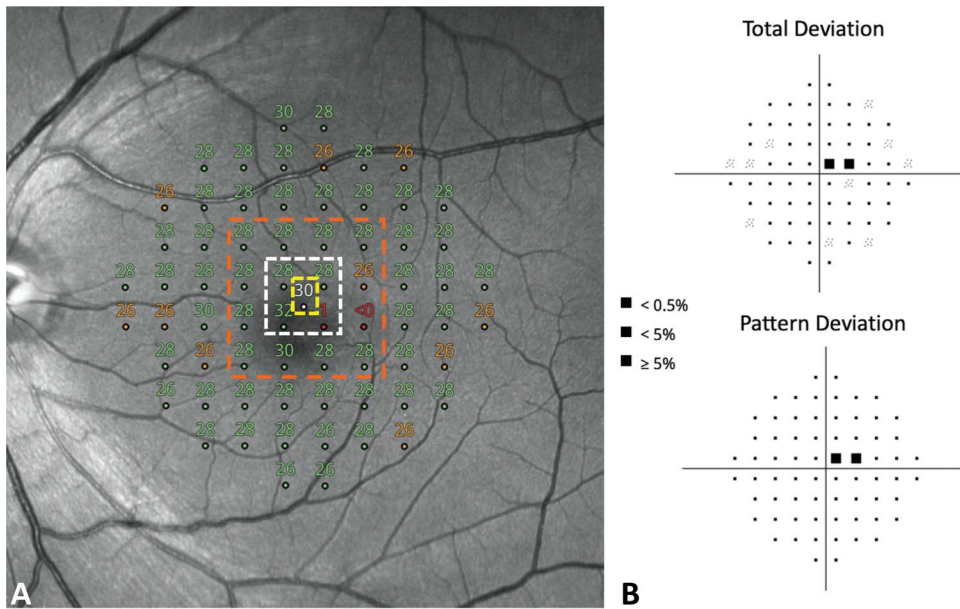 A
30 28
28 28 28 26 28 26
26 28 28 28 28 28 28 28
28 28 28 28 28 28 28 28
28 28 28 28 28 28 26 28 28 28
30
26 26 30 28 32 1 <0 28 28 26
28 26 28 30 28 28 28 26
26 28 28 28 28 28 28 28
28 28 28 26 28 26
26 26
B
Total Deviation
■ < 0.5%
■ < 5%
■ ≥ 5%
Pattern Deviation